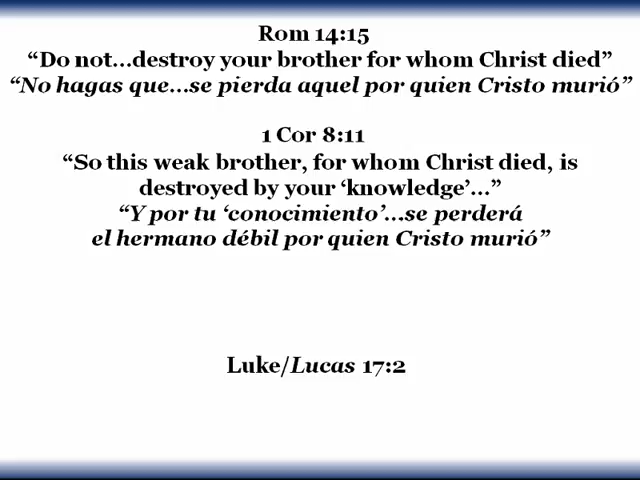 Rom 14:15
“Do not...destroy your brother for whom Christ died”
“No hagas que...se pierda aquel por quien Cristo murió”
1 Cor 8:11
“So this weak brother, for whom Christ died, is
destroyed by your ‘knowledge’...”
“Y por tu ‘conocimiento’...se perderá
el hermano débil por quien Cristo murió”
Luke/Lucas 17:2